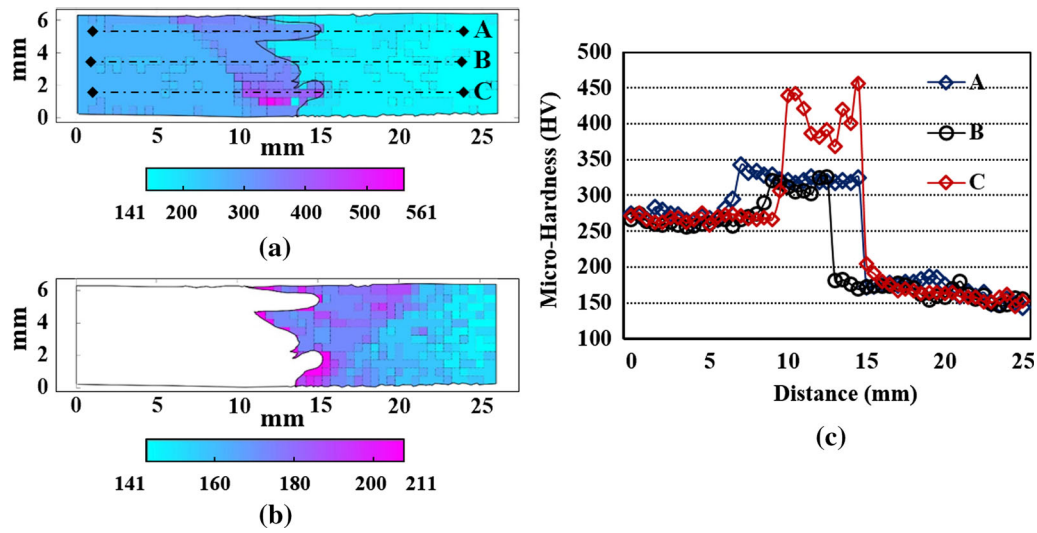 mm
6
4
2
0
A
B
C
0 5 10 15 20 25
mm
141 200 300 400 500 561
(a)
mm
6
4
2
0
0 5 10 15 20 25
mm
141 160 180 200 211
(b)
Micro-Hardness (HV)
500
450
400
350
300
250
200
150
100
A
B
C
0 5 10 15 20 25
Distance (mm)
(c)